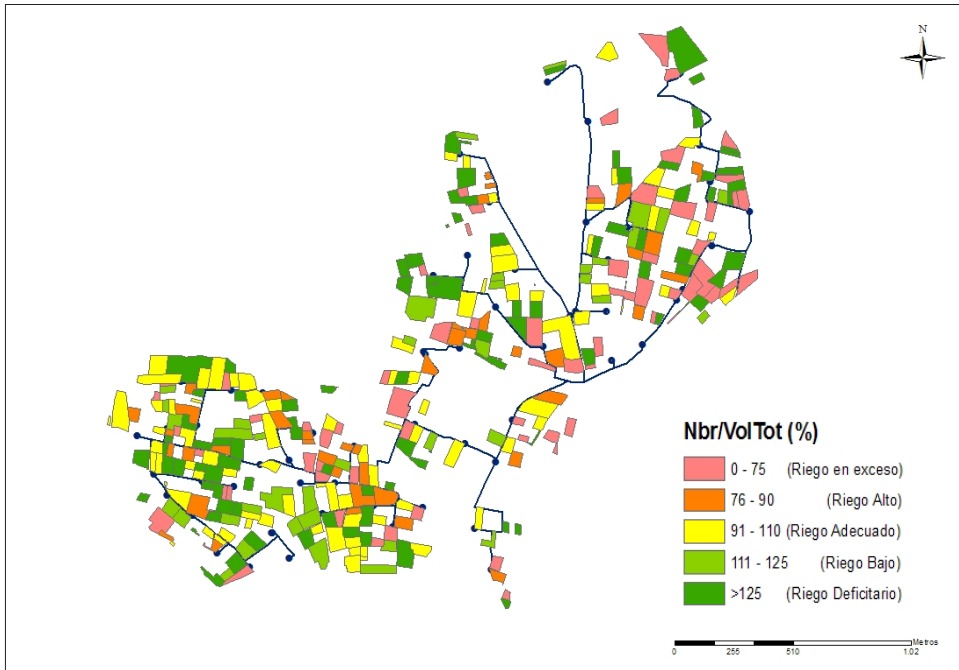 N
Nbr/VolTot (%)
0 - 75 (Riego en exceso)
76 - 90 (Riego Alto)
91 - 110 (Riego Adecuado)
111 - 125 (Riego Bajo)
>125 (Riego Deficitario)
Metros
0 255 510 1.02